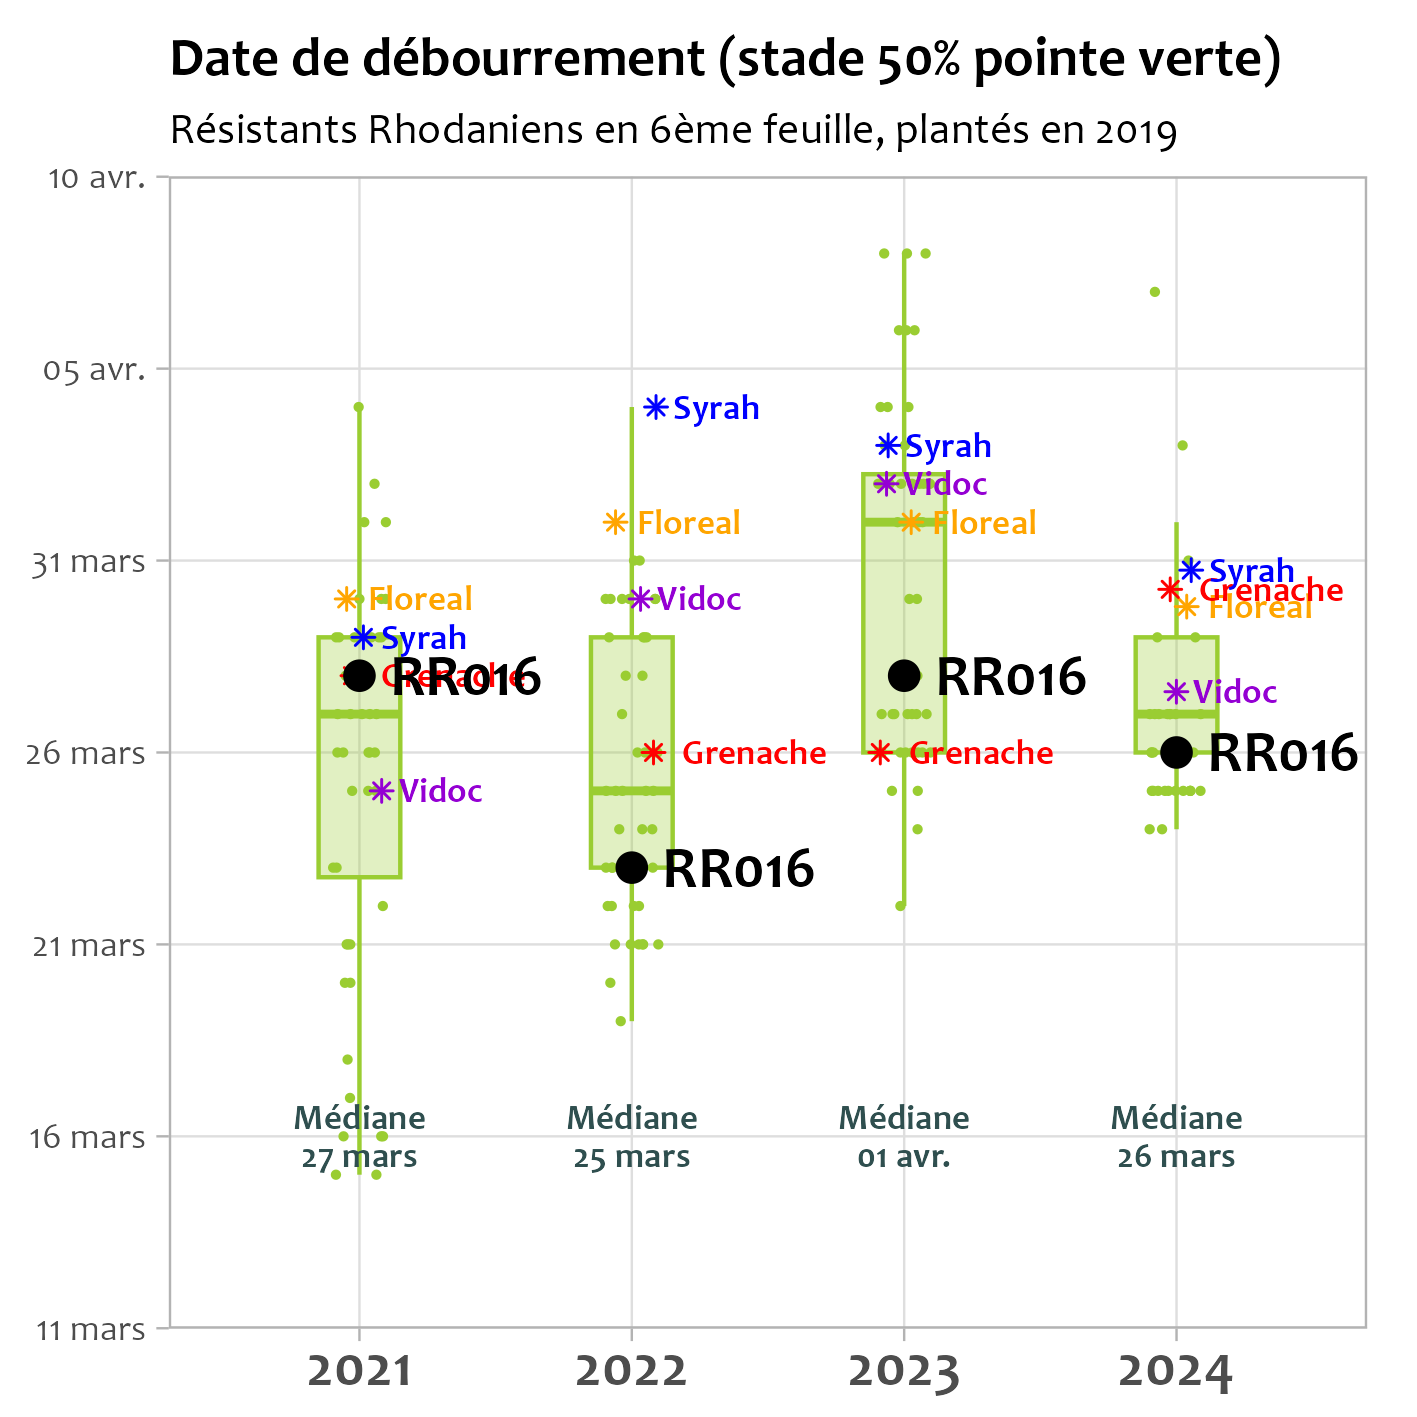 Date de débourrement (stade 50% pointe verte)
Résistants Rhodaniens en 6ème feuille, plantés en 2019
10 avr.
05 avr.
31 mars
26 mars
21 mars
16 mars
11 mars
Floreal
Syrah
Grenache
RR016
Vidoc
Médiane
27 mars
Syrah
Floreal
Vidoc
Grenache
RR016
Médiane
25 mars
Syrah
Vidoc
Floreal
RR016
Grenache
Médiane
01 avr.
Syrah
Grenache
Floreal
Vidoc
RR016
Médiane
26 mars
2021
2022
2023
2024